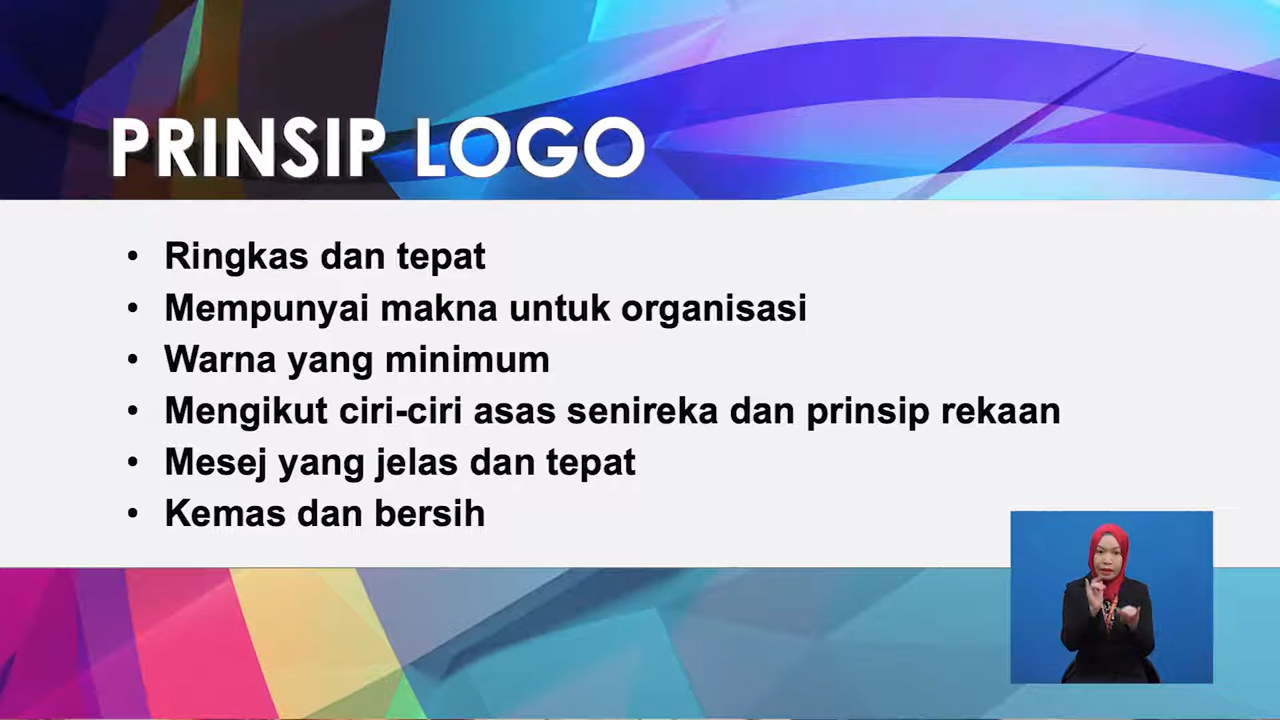 PRINSIP LOGO
• Ringkas dan tepat
• Mempunyai makna untuk organisasi
• Warna yang minimum
• Mengikut ciri-ciri asas senireka dan prinsip rekaan
• Mesej yang jelas dan tepat
• Kemas dan bersih